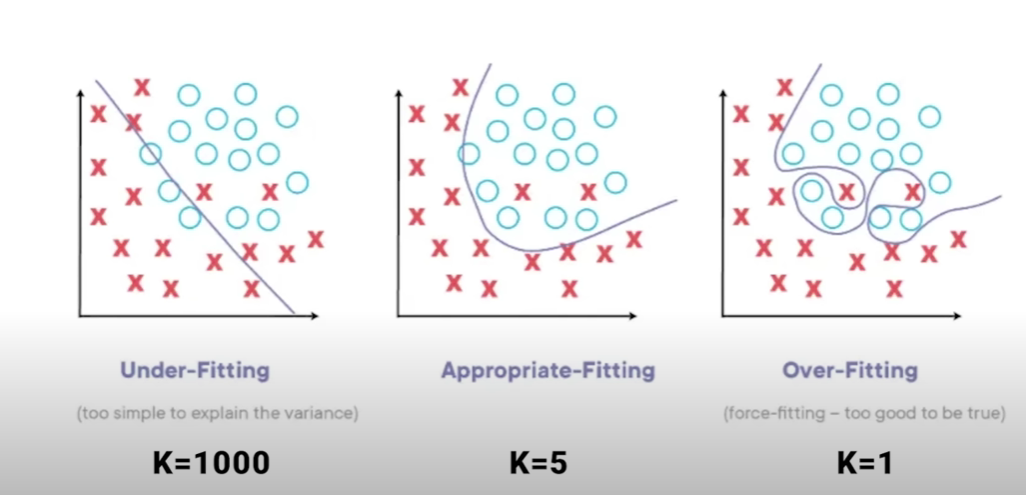 Under-Fitting
(too simple to explain the variance)
K=1000
Appropriate-Fitting
K=5
Over-Fitting
(force-fitting – too good to be true)
K=1